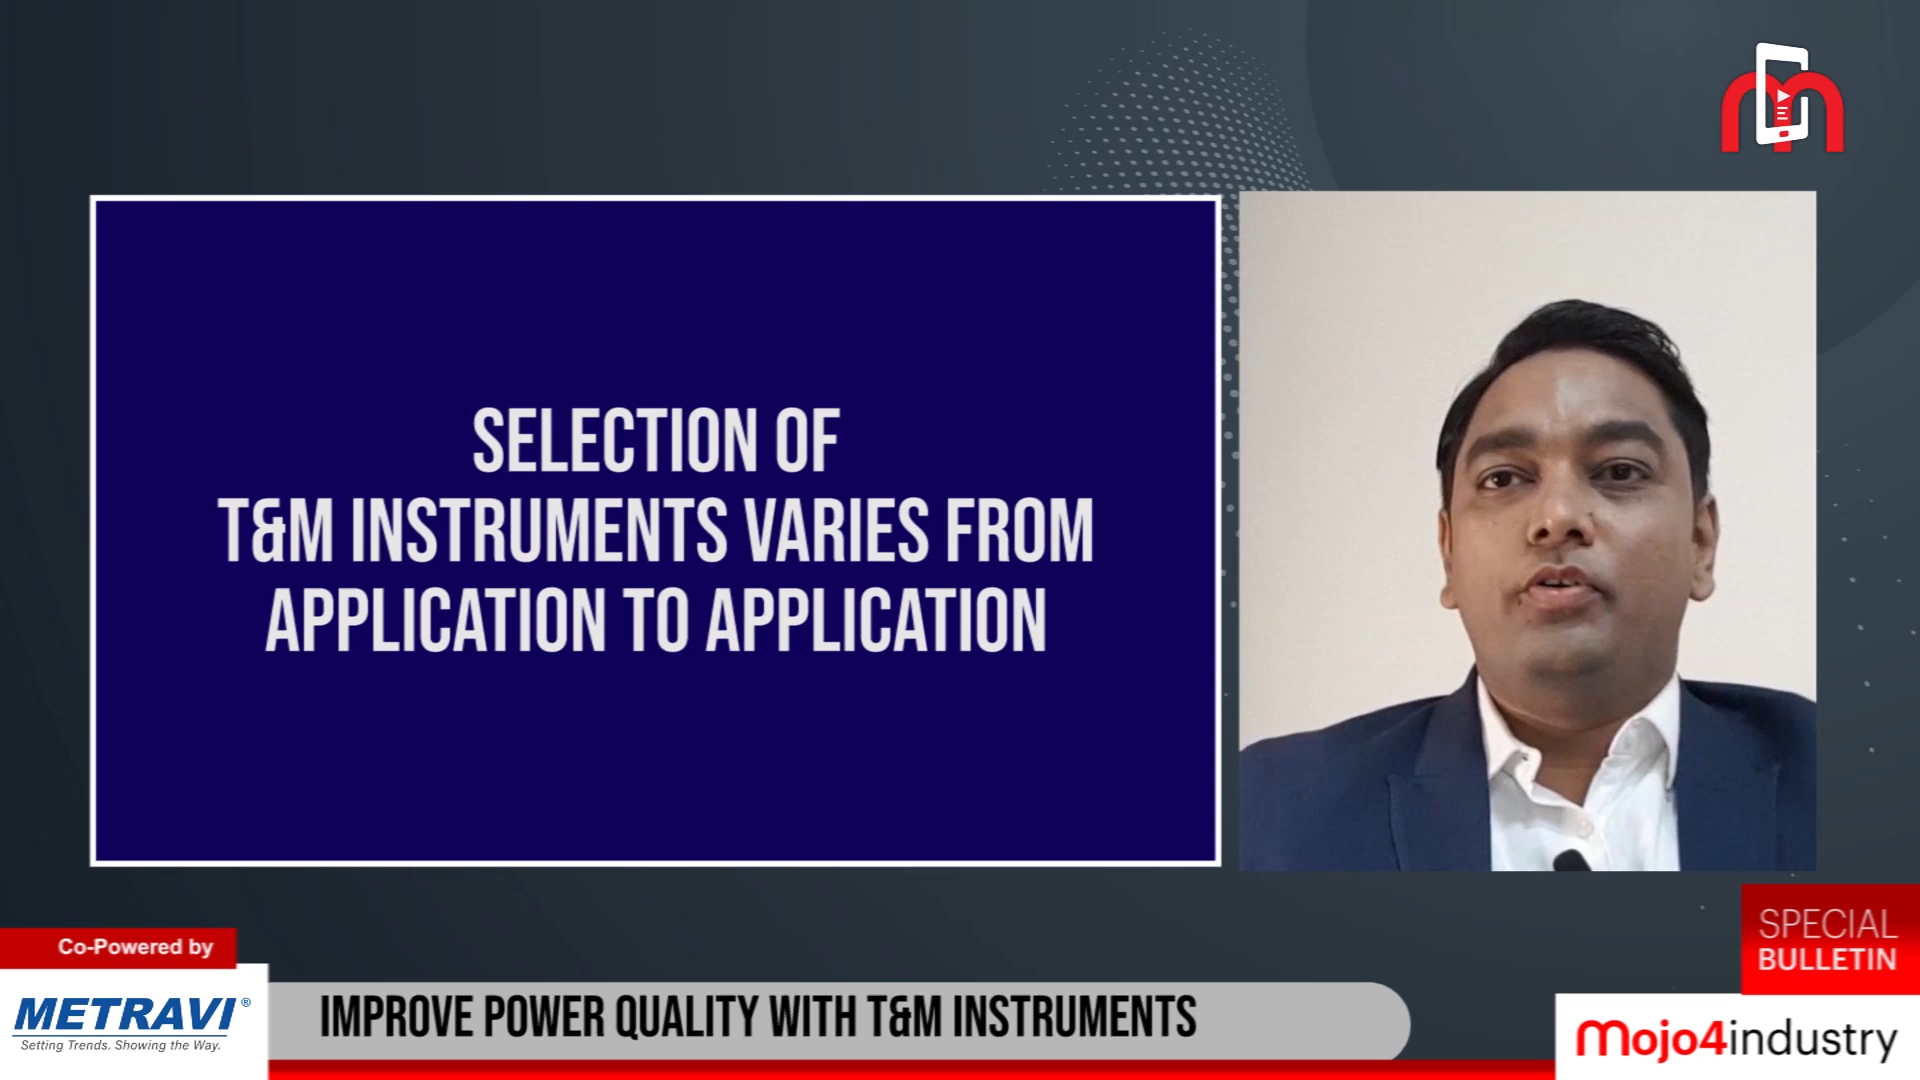 SELECTION OF
T&M INSTRUMENTS VARIES FROM
APPLICATION TO APPLICATION
Co-Powered by
METRAVI®
Setting Trends. Showing the Way.
IMPROVE POWER QUALITY WITH T&M INSTRUMENTS
SPECIAL
BULLETIN
mojo4industry